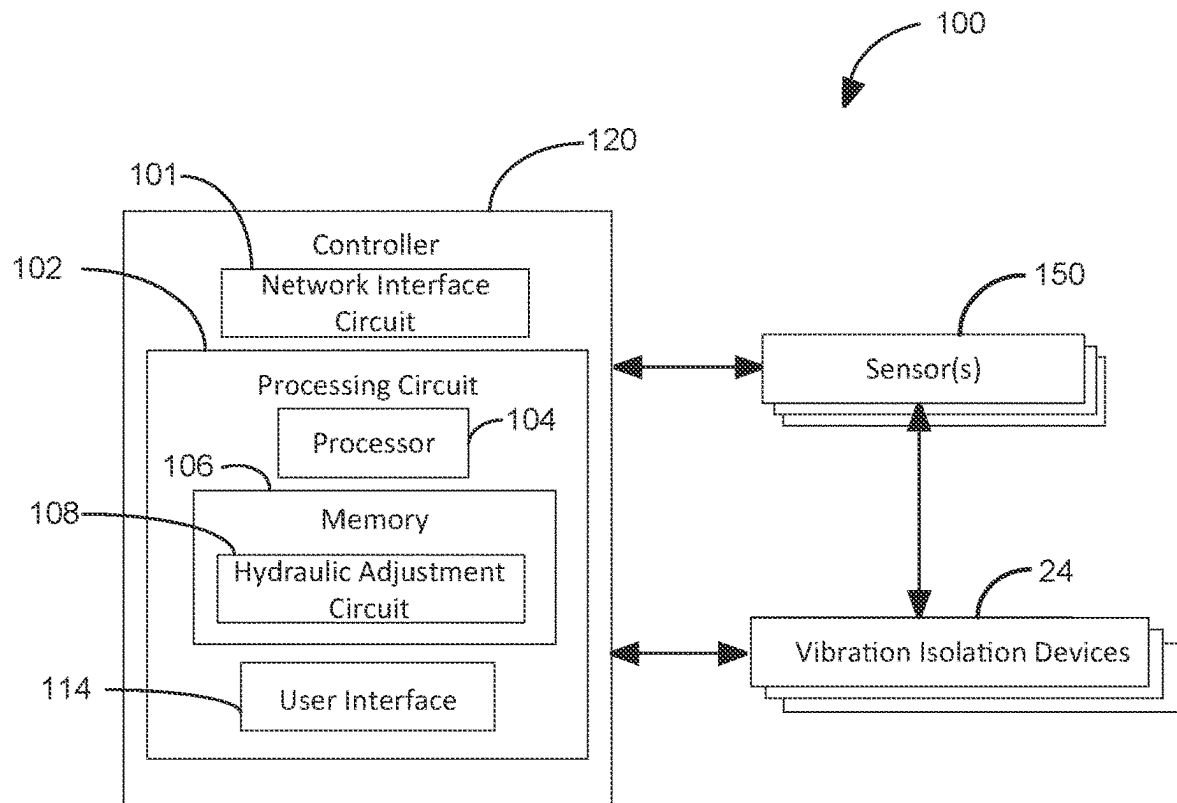 100
120
101
Controller
102
Network Interface
Circuit
150
Sensor(s)
Processing Circuit
104
Processor
106
Memory
108
Hydraulic Adjustment
Circuit
24
Vibration Isolation Devices
114
User Interface